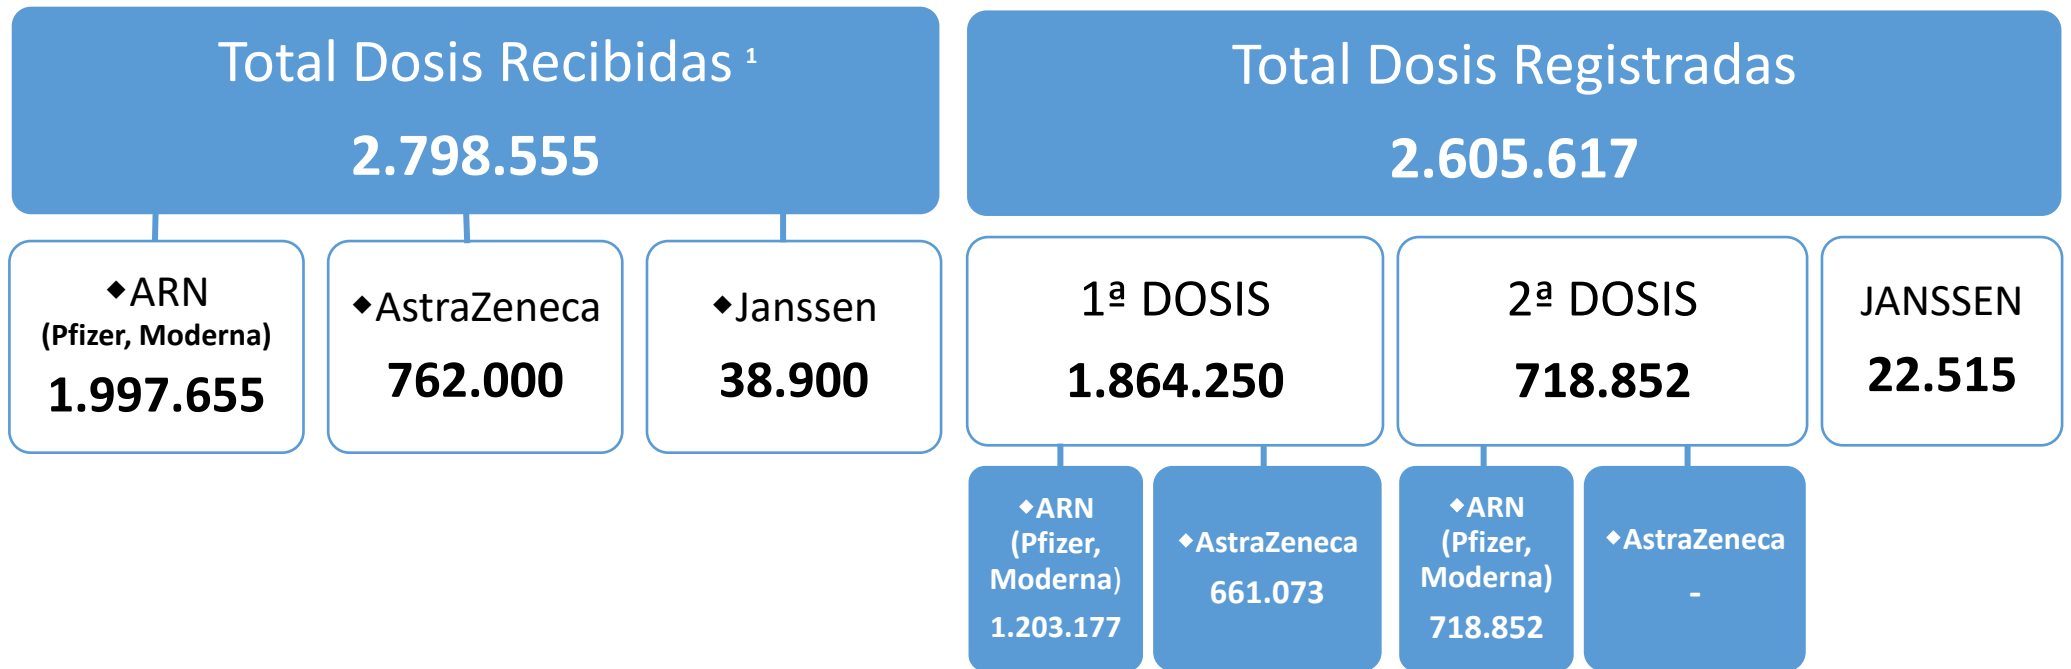 Total Dosis Recibidas ¹
2.798.555
◆ARN
(Pfizer, Moderna)
1.997.655
◆AstraZeneca
762.000
◆Janssen
38.900
Total Dosis Registradas
2.605.617
1ª DOSIS
1.864.250
◆ARN
(Pfizer,
Moderna)
1.203.177
◆AstraZeneca
661.073
2ª DOSIS
718.852
◆ARN
(Pfizer,
Moderna)
718.852
◆AstraZeneca
-
JANSSEN
22.515